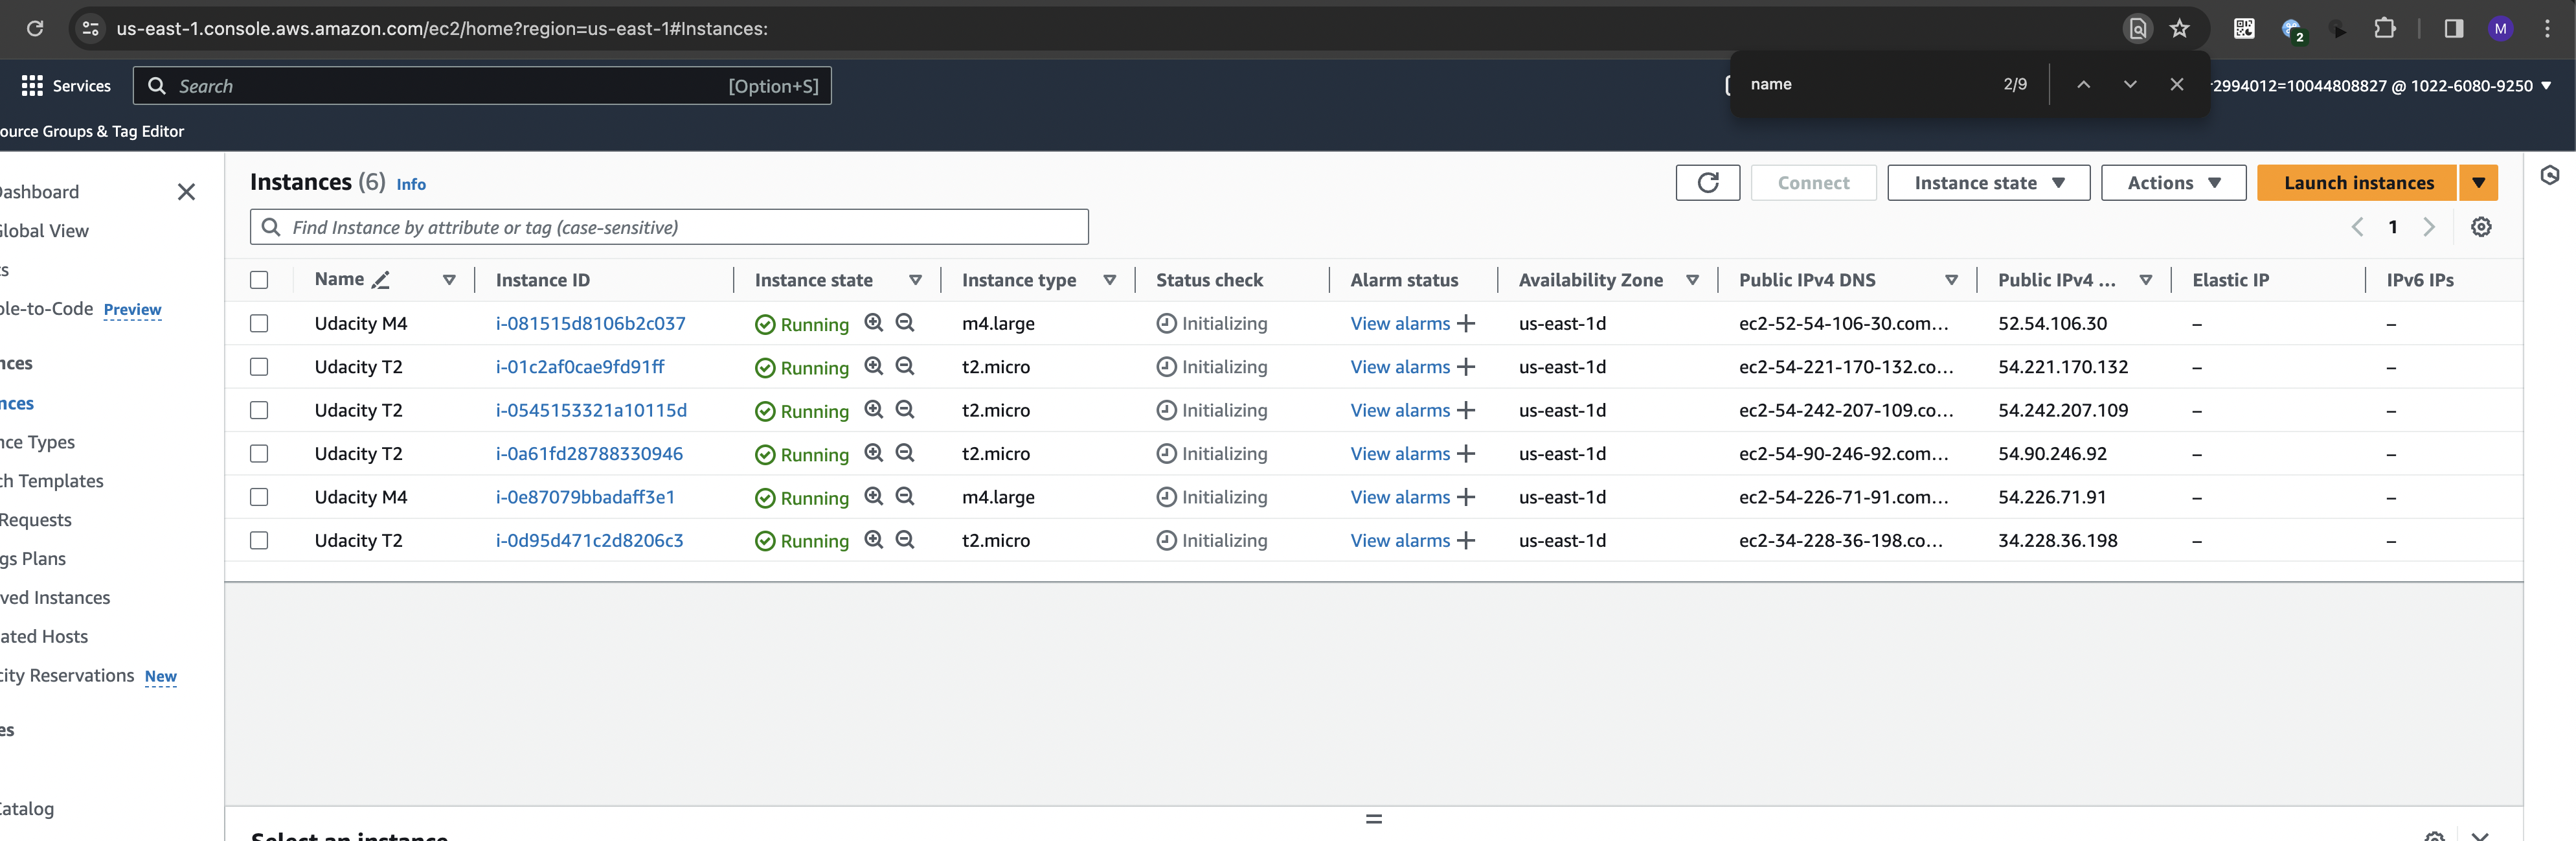 us-east-1.console.aws.amazon.com/ec2/home?region=us-east-1#Instances:
2
M
Services
Search
[Option+S]
name
2/9
r2994012=10044808827 @ 1022-6080-9250
ource Groups & Tag Editor
Dashboard
Instances (6) Info
Connect
Instance state
Actions
Launch instances
Global View
Find Instance by attribute or tag (case-sensitive)
1
ts
ole-to-Code Preview
Name Instance ID Instance state Instance type Status check Alarm status Availability Zone Public IPv4 DNS Public IPv4 ... Elastic IP IPv6 IPs
Udacity M4 i-081515d8106b2c037 Running m4.large Initializing View alarms + us-east-1d ec2-52-54-106-30.com... 52.54.106.30 – –
Udacity T2 i-01c2af0cae9fd91ff Running t2.micro Initializing View alarms + us-east-1d ec2-54-221-170-132.co... 54.221.170.132 – –
Udacity T2 i-0545153321a10115d Running t2.micro Initializing View alarms + us-east-1d ec2-54-242-207-109.co... 54.242.207.109 – –
Udacity T2 i-0a61fd28788330946 Running t2.micro Initializing View alarms + us-east-1d ec2-54-90-246-92.com... 54.90.246.92 – –
Udacity M4 i-0e87079bbadaff3e1 Running m4.large Initializing View alarms + us-east-1d ec2-54-226-71-91.com... 54.226.71.91 – –
Udacity T2 i-0d95d471c2d8206c3 Running t2.micro Initializing View alarms + us-east-1d ec2-34-228-36-198.co... 34.228.36.198 – –
nces
nces
nce Types
ch Templates
Requests
gs Plans
ved Instances
ated Hosts
city Reservations New
es
Catalog
Select an instance